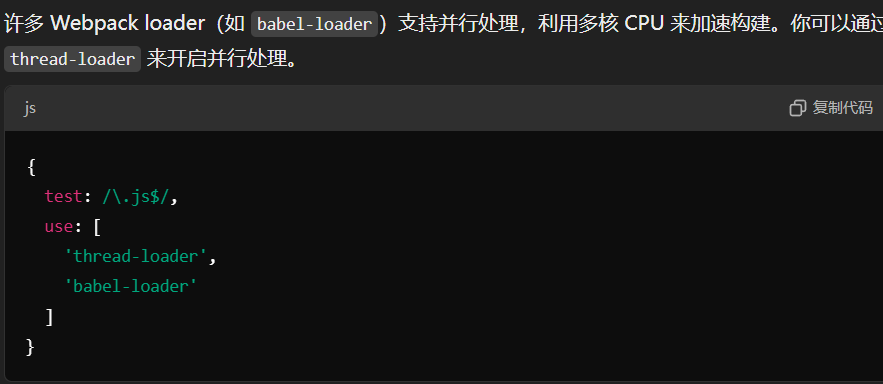 许多 Webpack loader（如 babel-loader）支持并行处理，利用多核 CPU 来加速构建。你可以通过
thread-loader 来开启并行处理。
js 复制代码
{
  test: /\.js$/,
  use: [
    'thread-loader',
    'babel-loader'
  ]
}